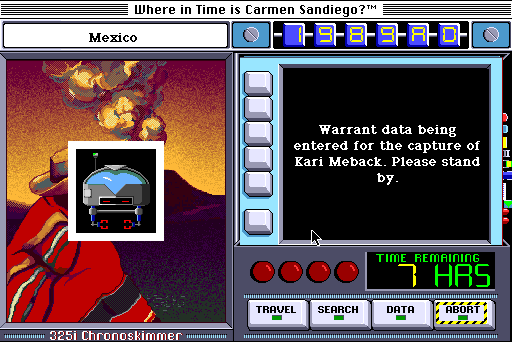 Where in Time is Carmen Sandiego?™
Mexico
1989AD
Warrant data being
entered for the capture of
Kari Meback. Please stand
by.
TIME REMAINING
7 HRS
TRAVEL
SEARCH
DATA
ABORT
325i Chronoskimmer